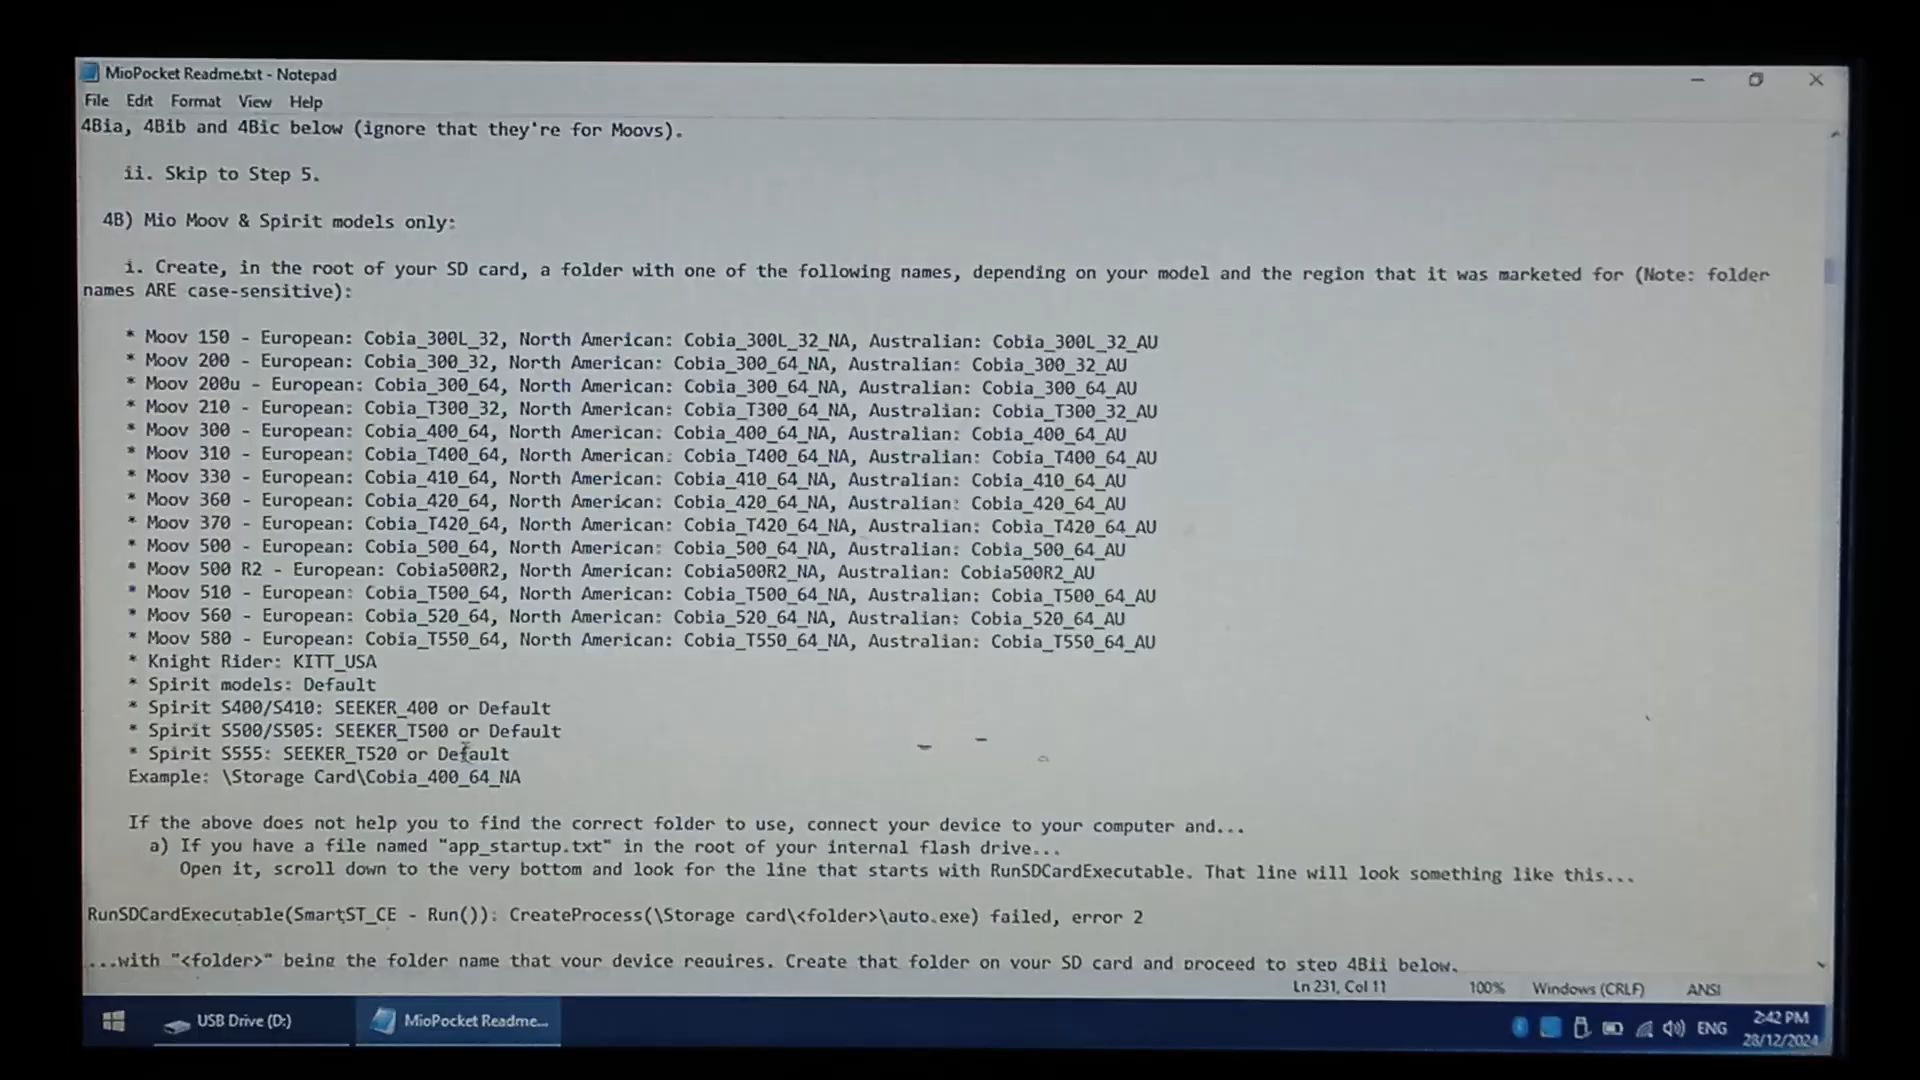 MioPocket Readme.txt - Notepad
File Edit Format View Help
4Bia, 4Bib and 4Bic below (ignore that they're for Moovs).
ii. Skip to Step 5.
4B) Mio Moov & Spirit models only:
i. Create, in the root of your SD card, a folder with one of the following names, depending on your model and the region that it was marketed for (Note: folder
names ARE case-sensitive):
* Moov 150 - European: Cobia_300L_32, North American: Cobia_300L_32_NA, Australian: Cobia_300L_32_AU
* Moov 200 - European: Cobia_300_32, North American: Cobia_300_64_NA, Australian: Cobia_300_32_AU
* Moov 200u - European: Cobia_300_64, North American: Cobia_300_64_NA, Australian: Cobia_300_64_AU
* Moov 210 - European: Cobia_T300_32, North American: Cobia_T300_64_NA, Australian: Cobia_T300_32_AU
* Moov 300 - European: Cobia_400_64, North American: Cobia_400_64_NA, Australian: Cobia_400_64_AU
* Moov 310 - European: Cobia_T400_64, North American: Cobia_T400_64_NA, Australian: Cobia_T400_64_AU
* Moov 330 - European: Cobia_410_64, North American: Cobia_410_64_NA, Australian: Cobia_410_64_AU
* Moov 360 - European: Cobia_420_64, North American: Cobia_420_64_NA, Australian: Cobia_420_64_AU
* Moov 370 - European: Cobia_T420_64, North American: Cobia_T420_64_NA, Australian: Cobia_T420_64_AU
* Moov 500 - European: Cobia_500_64, North American: Cobia_500_64_NA, Australian: Cobia_500_64_AU
* Moov 500 R2 - European: Cobia500R2, North American: Cobia500R2_NA, Australian: Cobia500R2_AU
* Moov 510 - European: Cobia_T500_64, North American: Cobia_T500_64_NA, Australian: Cobia_T500_64_AU
* Moov 560 - European: Cobia_520_64, North American: Cobia_520_64_NA, Australian: Cobia_520_64_AU
* Moov 580 - European: Cobia_T550_64, North American: Cobia_T550_64_NA, Australian: Cobia_T550_64_AU
* Knight Rider: KITT_USA
* Spirit models: Default
* Spirit S400/S410: SEEKER_400 or Default
* Spirit S500/S505: SEEKER_T500 or Default
* Spirit S555: SEEKER_T520 or Default
Example: \Storage Card\Cobia_400_64_NA
If the above does not help you to find the correct folder to use, connect your device to your computer and...
a) If you have a file named "app_startup.txt" in the root of your internal flash drive...
Open it, scroll down to the very bottom and look for the line that starts with RunSDCardExecutable. That line will look something like this...
RunSDCardExecutable(SmartST_CE - Run()): CreateProcess(\Storage card\<folder>\auto.exe) failed, error 2
...with "<folder>" being the folder name that your device requires. Create that folder on your SD card and proceed to step 4Bii below.
Ln 231, Col 11 100% Windows (CRLF) ANSI
USB Drive (D:) MioPocket Readme... ENG 2:42 PM
28/12/2024